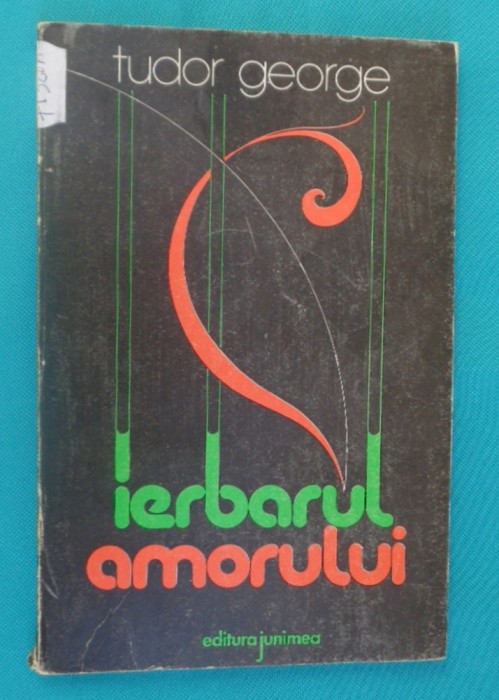 tudor george
ierbarul
amorului
editura junimea